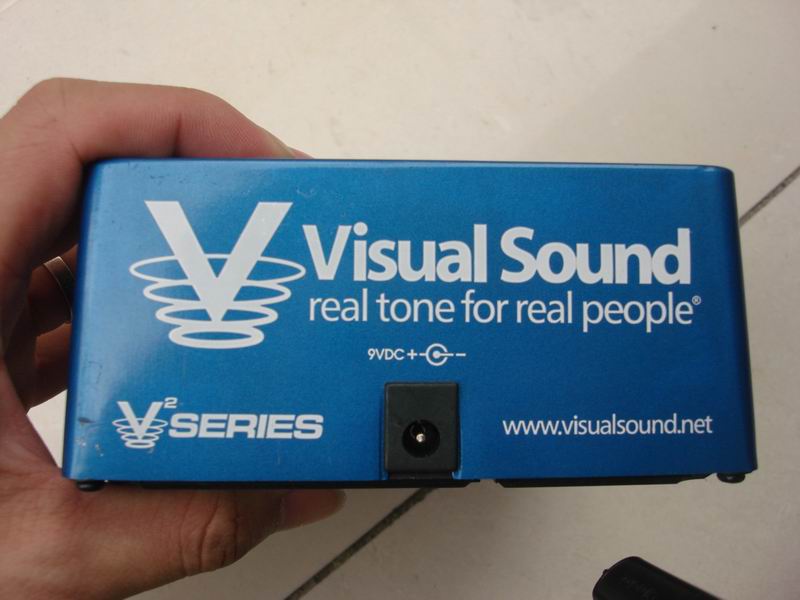 Visual Sound
real tone for real people®
9VDC + -
V² SERIES
www.visualsound.net